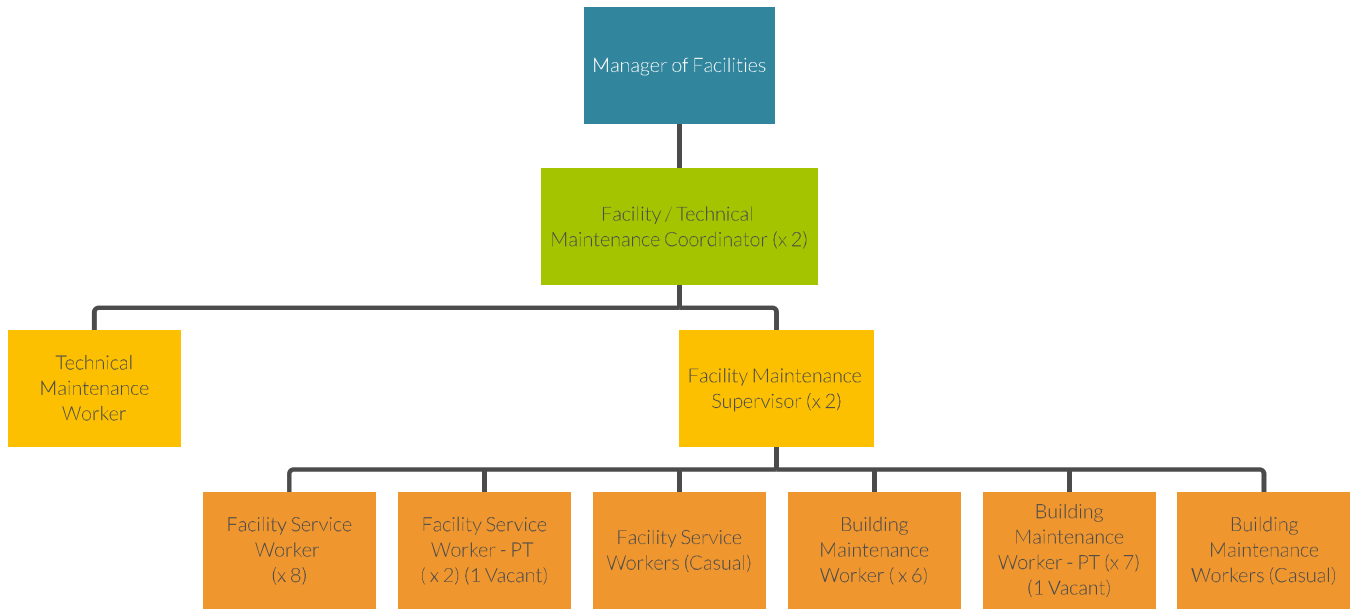 Manager of Facilities
Facility / Technical
Maintenance Coordinator (x 2)
Technical
Maintenance
Worker
Facility Maintenance
Supervisor (x 2)
Facility Service
Worker
(x 8)
Facility Service
Worker - PT
( x 2) (1 Vacant)
Facility Service
Workers (Casual)
Building
Maintenance
Worker ( x 6)
Building
Maintenance
Worker - PT (x 7)
(1 Vacant)
Building
Maintenance
Workers (Casual)